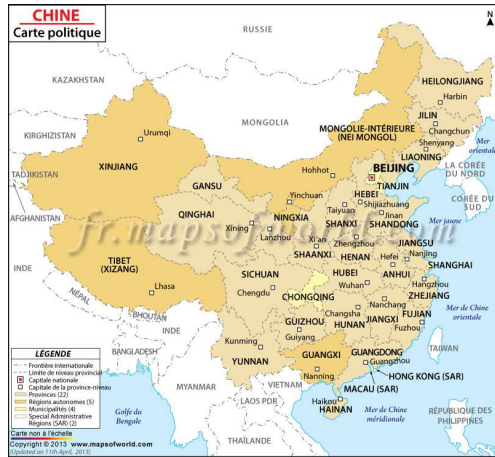 CHINE
Carte politique
N
RUSSIE
KAZAKHSTAN
HEILONGJIANG
Harbin
MONGOLIA
JILIN
Changchun
MONGOLIE-INTÉRIEURE
(NEI MONGOL)
Shenyang
Mer
orientale
KIRGHIZISTAN
Urumqi
LIAONING
XINJIANG
BEIJING
LA CORÉE
DU NORD
Hohhot
TADJIKISTAN
GANSU
TIANJIN
HEBEI
Shijiazhuang
CORÉE DU
SUD
Yinchuan
Taiyuan
AFGHANISTAN
QINGHAI
NINGXIA
Jinan
SHANXI
SHANDONG
Mer jaune
Xining
Lanzhou
fr.mapsofworld.com
Xi'an
Zhengzhou
JIANGSU
SHAANXI
HENAN
Hefei
Nanjing
INDE
TIBET
(XIZANG)
SICHUAN
HUBEI
ANHUI
SHANGHAI
Lhasa
Chengdu
Wuhan
Hangzhou
NEPAL
CHONGQING
ZHEJIANG
Nanchang
Changsha
Mer de Chine
orientale
BHOUTAN
GUIZHOU
HUNAN
JIANGXI
FUJIAN
INDE
Guiyang
Fuzhou
BANGLADESH
Kunming
TAIWAN
YUNNAN
GUANGXI
GUANGDONG
Guangzhou
Nanning
HONG KONG (SAR)
MACAU (SAR)
MYANMAR
VIETNAM
LAOS PDR
Haikou
HAINAN
Golfe du
Bengale
Mer de Chine
méridionale
RÉPUBLIQUE DES
PHILIPPINES
THAÏLANDE
LÉGENDE
Frontière internationale
Limite de niveau provincial
Capitale nationale
Capitale de la province-niveau
Provinces (22)
Régions autonomes (5)
Municipalités (4)
Special Administrative
Régions (SAR) (2)
Carte non à l'échelle
Copyright © 2013 www.mapsofworld.com
(Updated on 11th April, 2013)